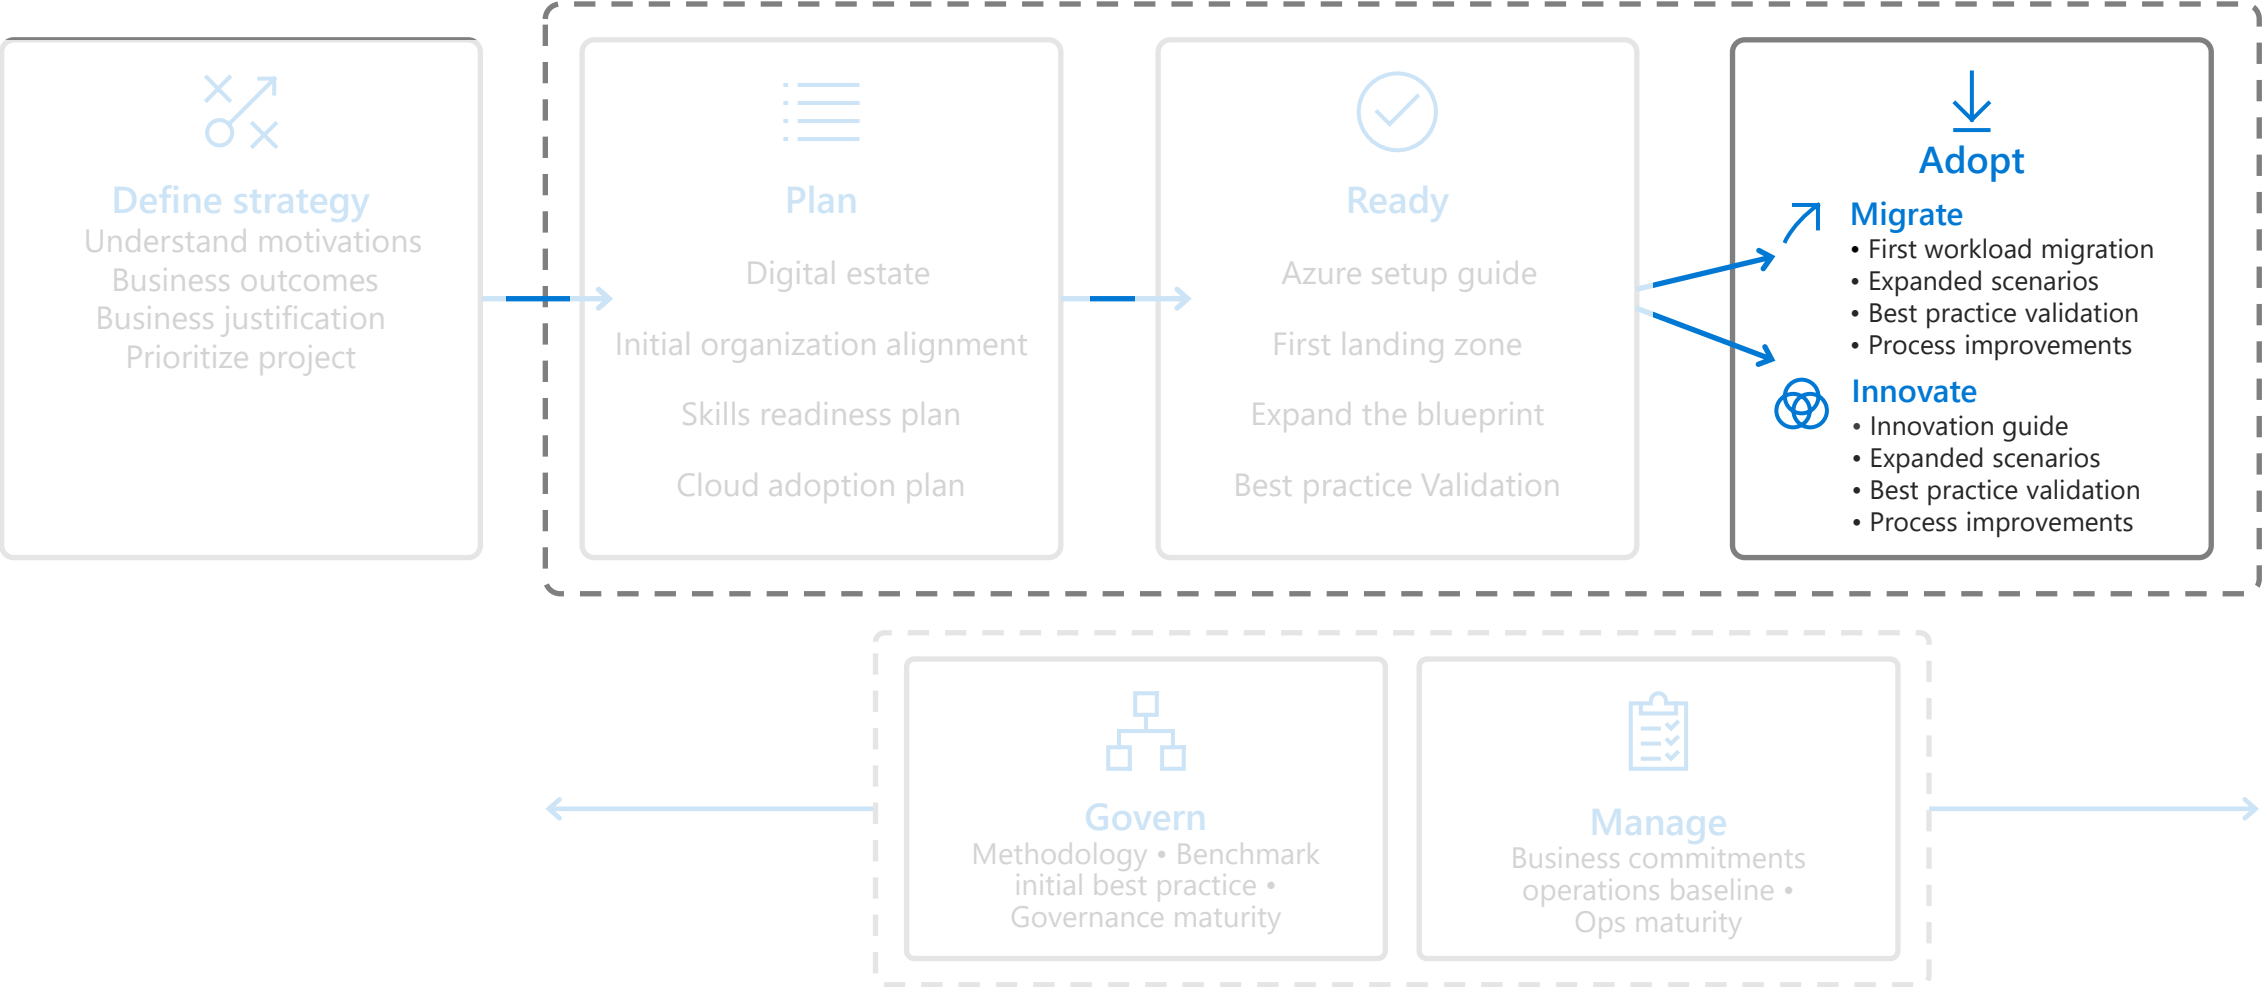 Define strategy
Understand motivations
Business outcomes
Business justification
Prioritize project
Plan
Digital estate
Initial organization alignment
Skills readiness plan
Cloud adoption plan
Ready
Azure setup guide
First landing zone
Expand the blueprint
Best practice Validation
Adopt
Migrate
• First workload migration
• Expanded scenarios
• Best practice validation
• Process improvements
Innovate
• Innovation guide
• Expanded scenarios
• Best practice validation
• Process improvements
Govern
Methodology • Benchmark
initial best practice •
Governance maturity
Manage
Business commitments
operations baseline •
Ops maturity